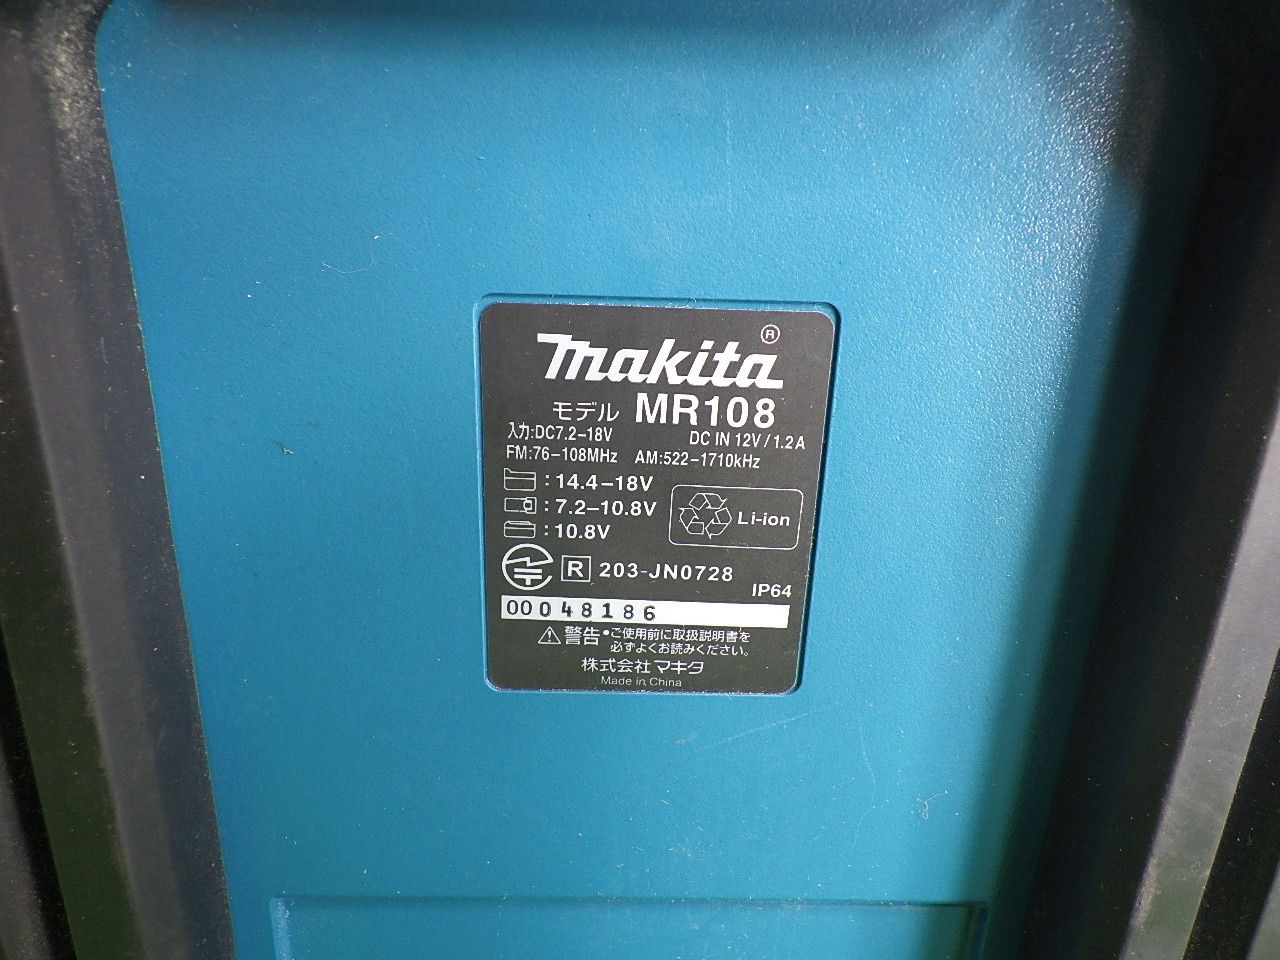 makita®
モデル MR108
入力:DC7.2-18V DC IN 12V/1.2A
FM:76-108MHz AM:522-1710kHz
: 14.4-18V
: 7.2-10.8V
: 10.8V
Li-ion
R 203-JN0728
IP64
00048186
警告 •ご使用前に取扱説明書を
必ずよくお読みください。
株式会社 マキタ
Made in China